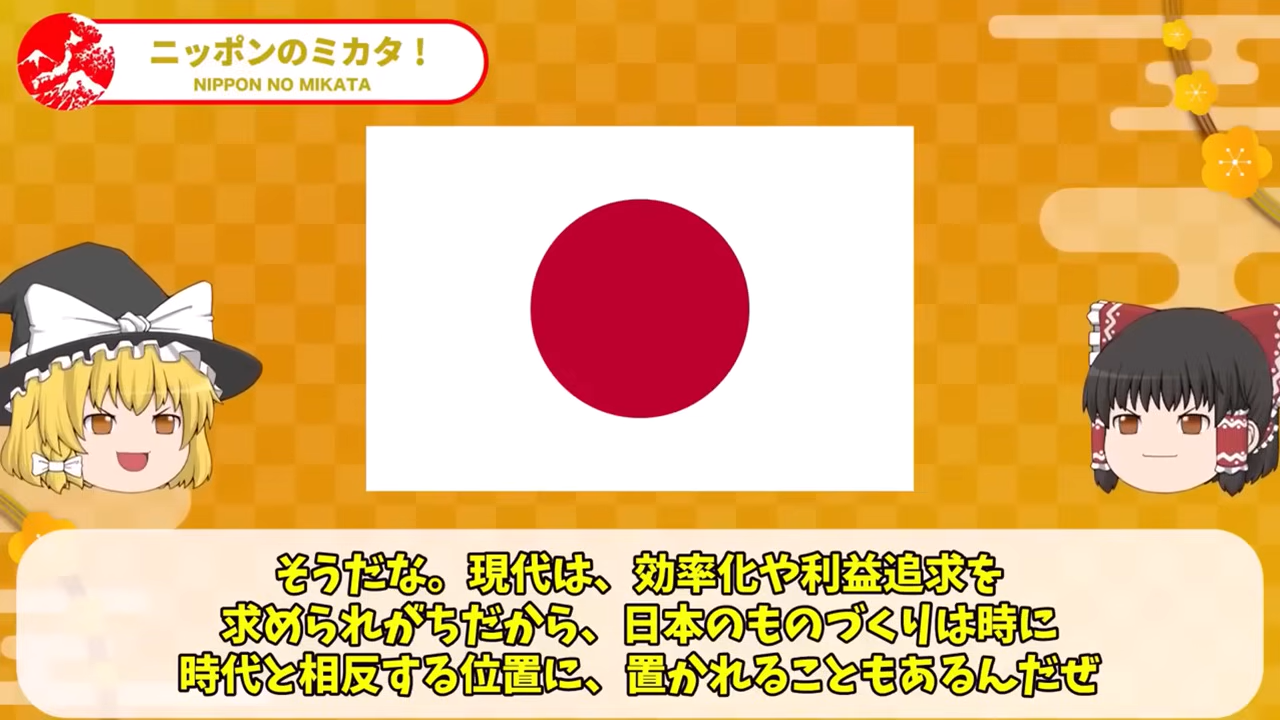 ニッポンのミカタ！
NIPPON NO MIKATA
そうだな。現代は、効率化や利益追求を
求められがちだから、日本のものづくりは時に
時代と相反する位置に、置かれることもあるんだぜ